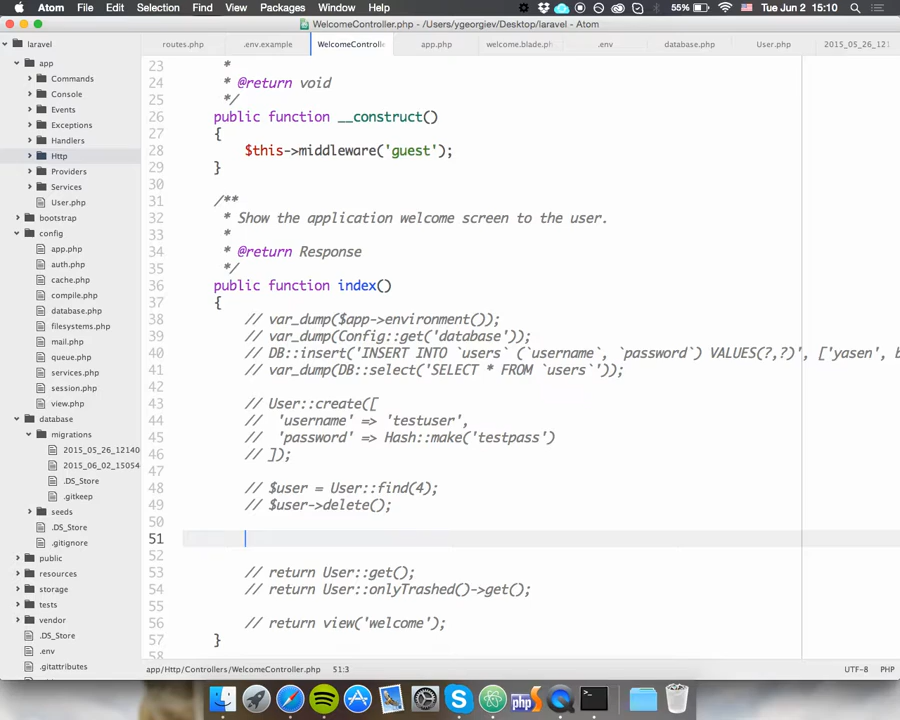 Atom File Edit Selection Find View Packages Window Help 55% Tue Jun 2 15:10
WelcomeController.php - /Users/ygeorgiev/Desktop/laravel - Atom
laravel
app
Commands
Console
Events
Exceptions
Handlers
Http
Providers
Services
User.php
bootstrap
config
app.php
auth.php
cache.php
compile.php
database.php
filesystems.php
mail.php
queue.php
services.php
session.php
view.php
database
migrations
2015_05_26_12140
2015_06_02_15054
.DS_Store
.gitkeep
seeds
.DS_Store
.gitignore
public
resources
storage
tests
vendor
.DS_Store
.env
.gitattributes
routes.php .env.example WelcomeControlle app.php welcome.blade.ph .env database.php User.php 2015_05_26_121
23 *
24 * @return void
25 */
26 public function __construct()
27 {
28 $this->middleware('guest');
29 }
30
31 /**
32 * Show the application welcome screen to the user.
33 *
34 * @return Response
35 */
36 public function index()
37 {
38 // var_dump($app->environment());
39 // var_dump(Config::get('database'));
40 // DB::insert('INSERT INTO `users` (`username`, `password`) VALUES(?,?)', ['yasen', b
41 // var_dump(DB::select('SELECT * FROM `users`'));
42
43 // User::create([
44 // 'username' => 'testuser',
45 // 'password' => Hash::make('testpass')
46 // ]);
47
48 // $user = User::find(4);
49 // $user->delete();
50
51
52
53 // return User::get();
54 // return User::onlyTrashed()->get();
55
56 // return view('welcome');
57 }
58
app/Http/Controllers/WelcomeController.php 51:3 UTF-8 PHP
php